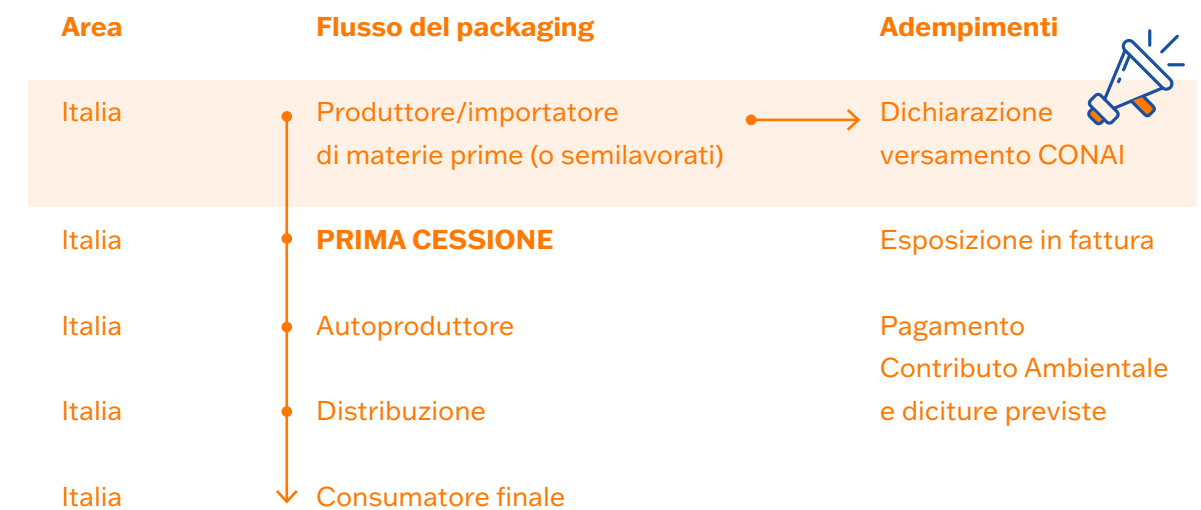 Area Flusso del packaging Adempimenti
Italia Produttore/importatore Dichiarazione
di materie prime (o semilavorati) versamento CONAI
Italia PRIMA CESSIONE Esposizione in fattura
Italia Autoproduttore Pagamento
Contributo Ambientale
Italia Distribuzione e diciture previste
Italia Consumatore finale